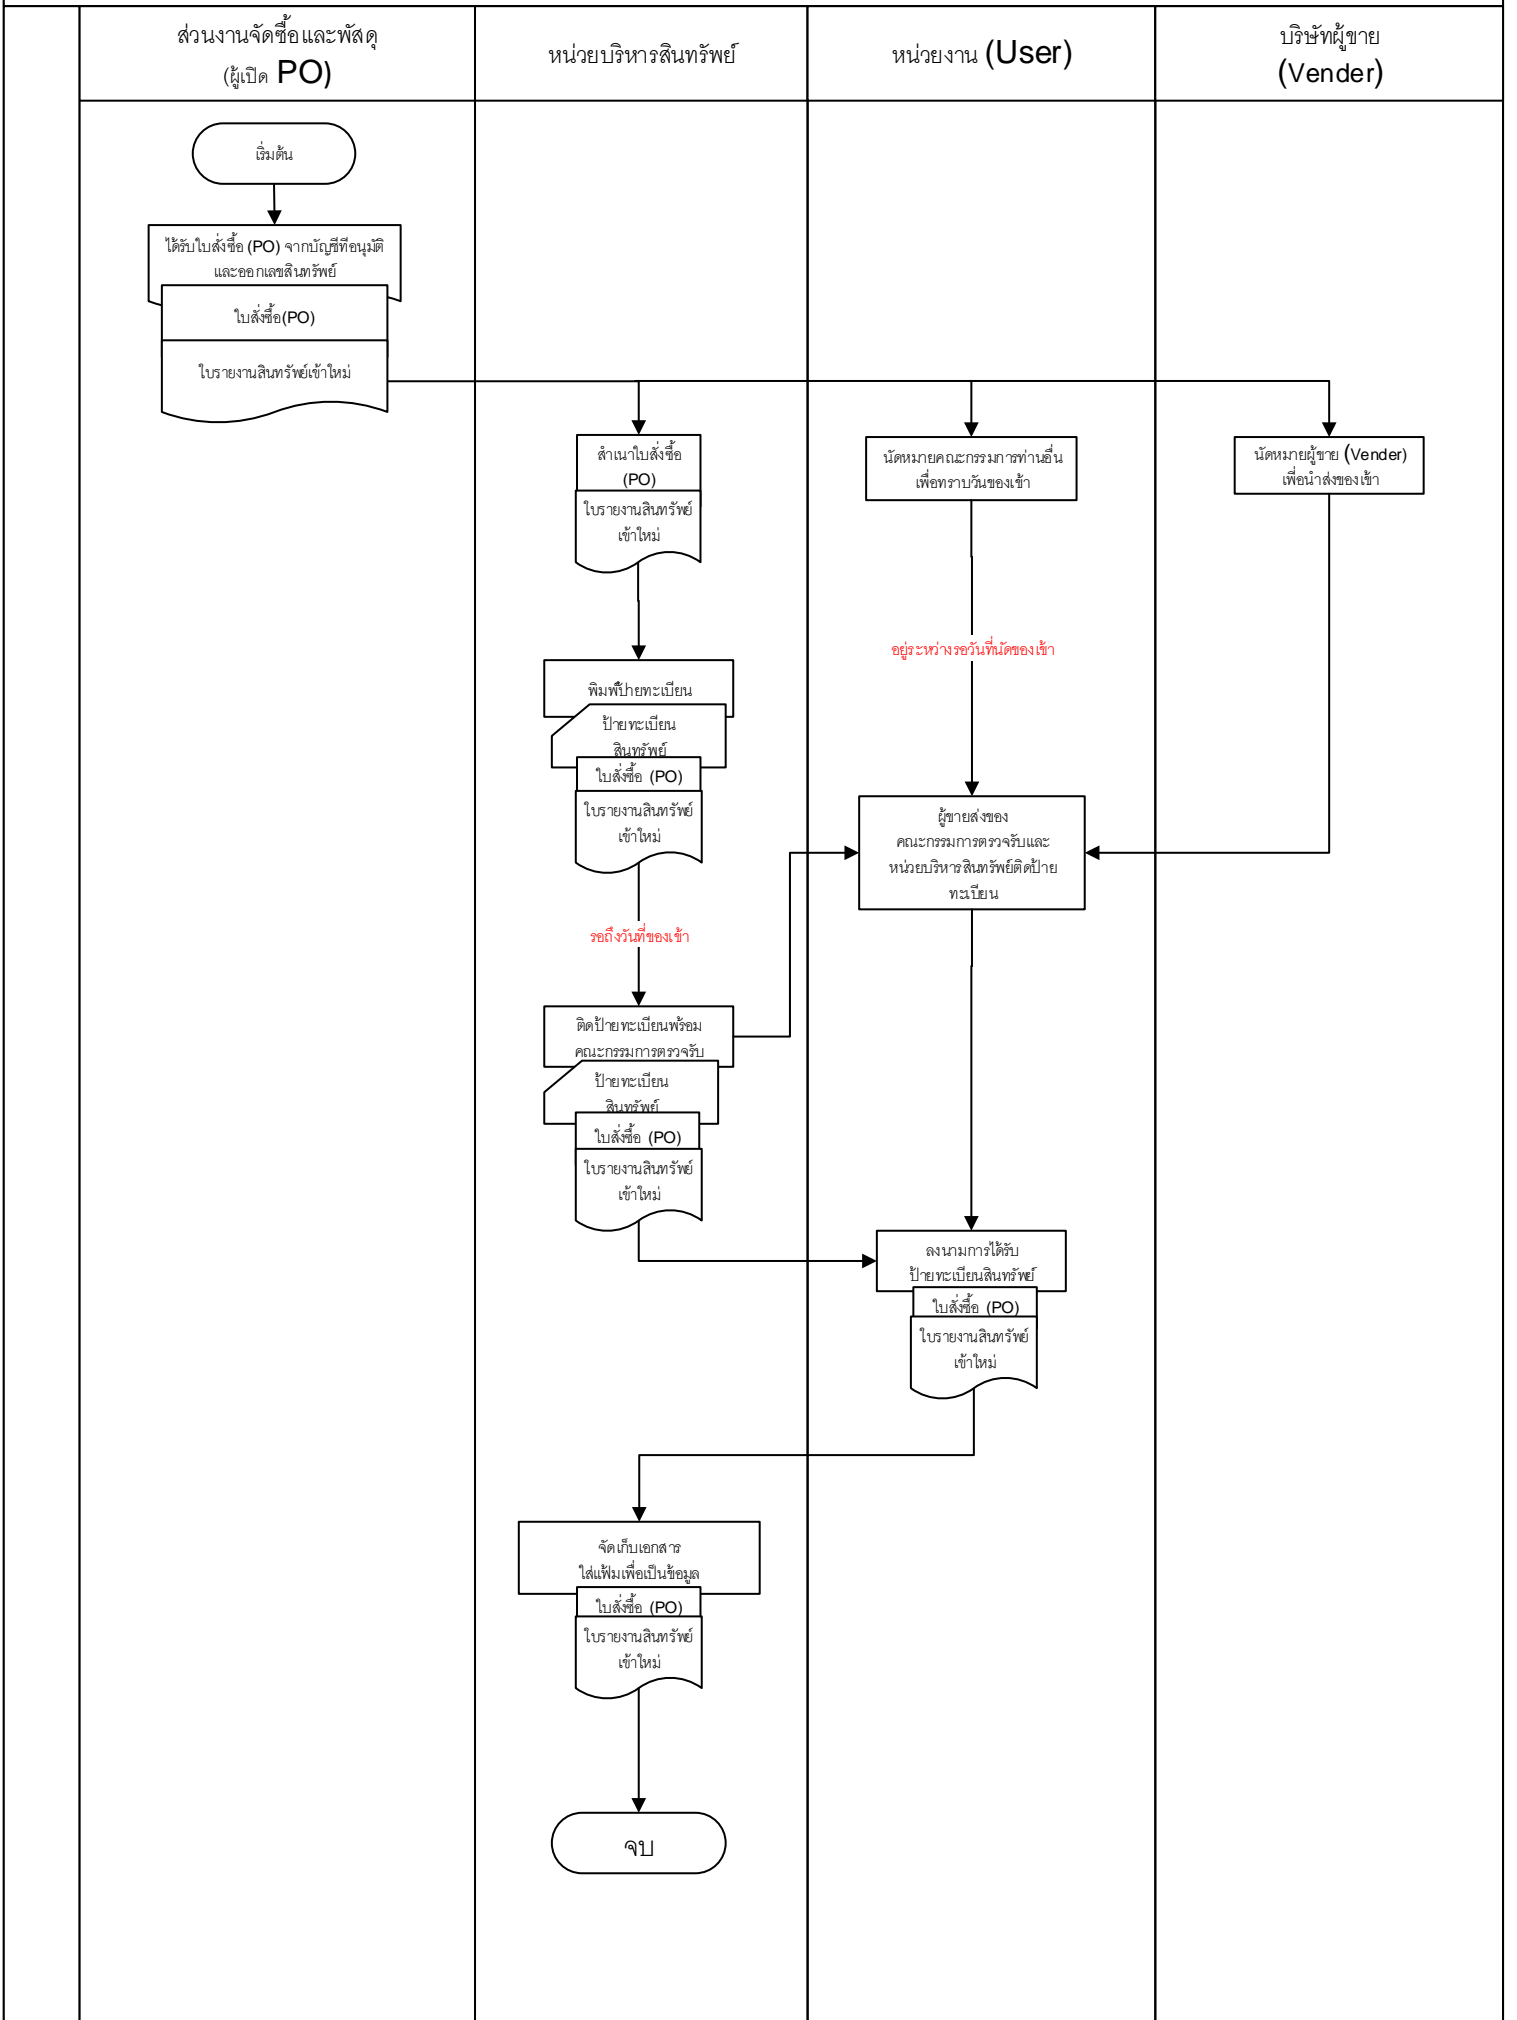 ส่วนงานจัดซื้อและพัสดุ
(ผู้เปิด PO)
หน่วยบริหารสินทรัพย์
หน่วยงาน (User)
บริษัทผู้ขาย
(Vender)
เริ่มต้น
ได้รับใบสั่งซื้อ (PO) จากบัญชีที่อนุมัติ
และออกเลขสินทรัพย์
ใบสั่งซื้อ(PO)
ใบรายงานสินทรัพย์เข้าใหม่
สำเนาใบสั่งซื้อ
(PO)
ใบรายงานสินทรัพย์
เข้าใหม่
นัดหมายคณะกรรมการท่านอื่น
เพื่อทราบวันของเข้า
นัดหมายผู้ขาย (Vender)
เพื่อนำส่งของเข้า
อยู่ระหว่างรอวันที่นัดของเข้า
พิมพ์ป้ายทะเบียน
ป้ายทะเบียน
สินทรัพย์
ใบสั่งซื้อ (PO)
ใบรายงานสินทรัพย์
เข้าใหม่
ผู้ขายส่งของ
คณะกรรมการตรวจรับและ
หน่วยบริหารสินทรัพย์ติดป้าย
ทะเบียน
รอถึงวันที่ของเข้า
ติดป้ายทะเบียนพร้อม
คณะกรรมการตรวจรับ
ป้ายทะเบียน
สินทรัพย์
ใบสั่งซื้อ (PO)
ใบรายงานสินทรัพย์
เข้าใหม่
ลงนามการได้รับ
ป้ายทะเบียนสินทรัพย์
ใบสั่งซื้อ (PO)
ใบรายงานสินทรัพย์
เข้าใหม่
จัดเก็บเอกสาร
ใส่แฟ้มเพื่อเป็นข้อมูล
ใบสั่งซื้อ (PO)
ใบรายงานสินทรัพย์
เข้าใหม่
จบ